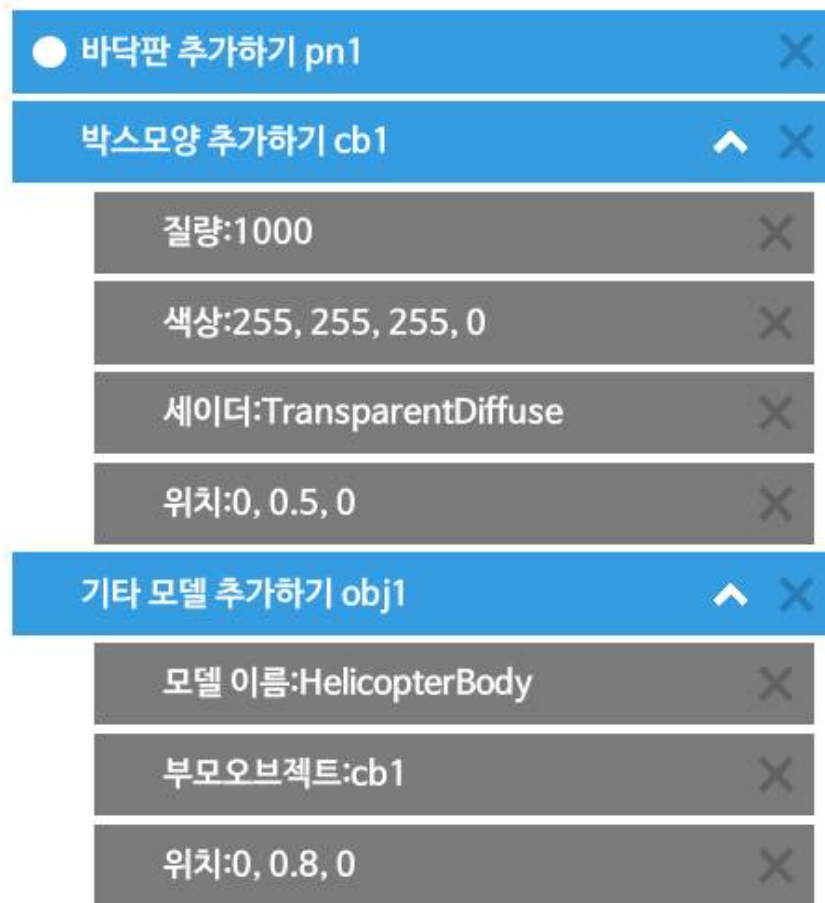 바닥판 추가하기 pn1
박스모양 추가하기 cb1
질량:1000
색상:255, 255, 255, 0
세이더:TransparentDiffuse
위치:0, 0.5, 0
기타 모델 추가하기 obj1
모델 이름:HelicopterBody
부모오브젝트:cb1
위치:0, 0.8, 0